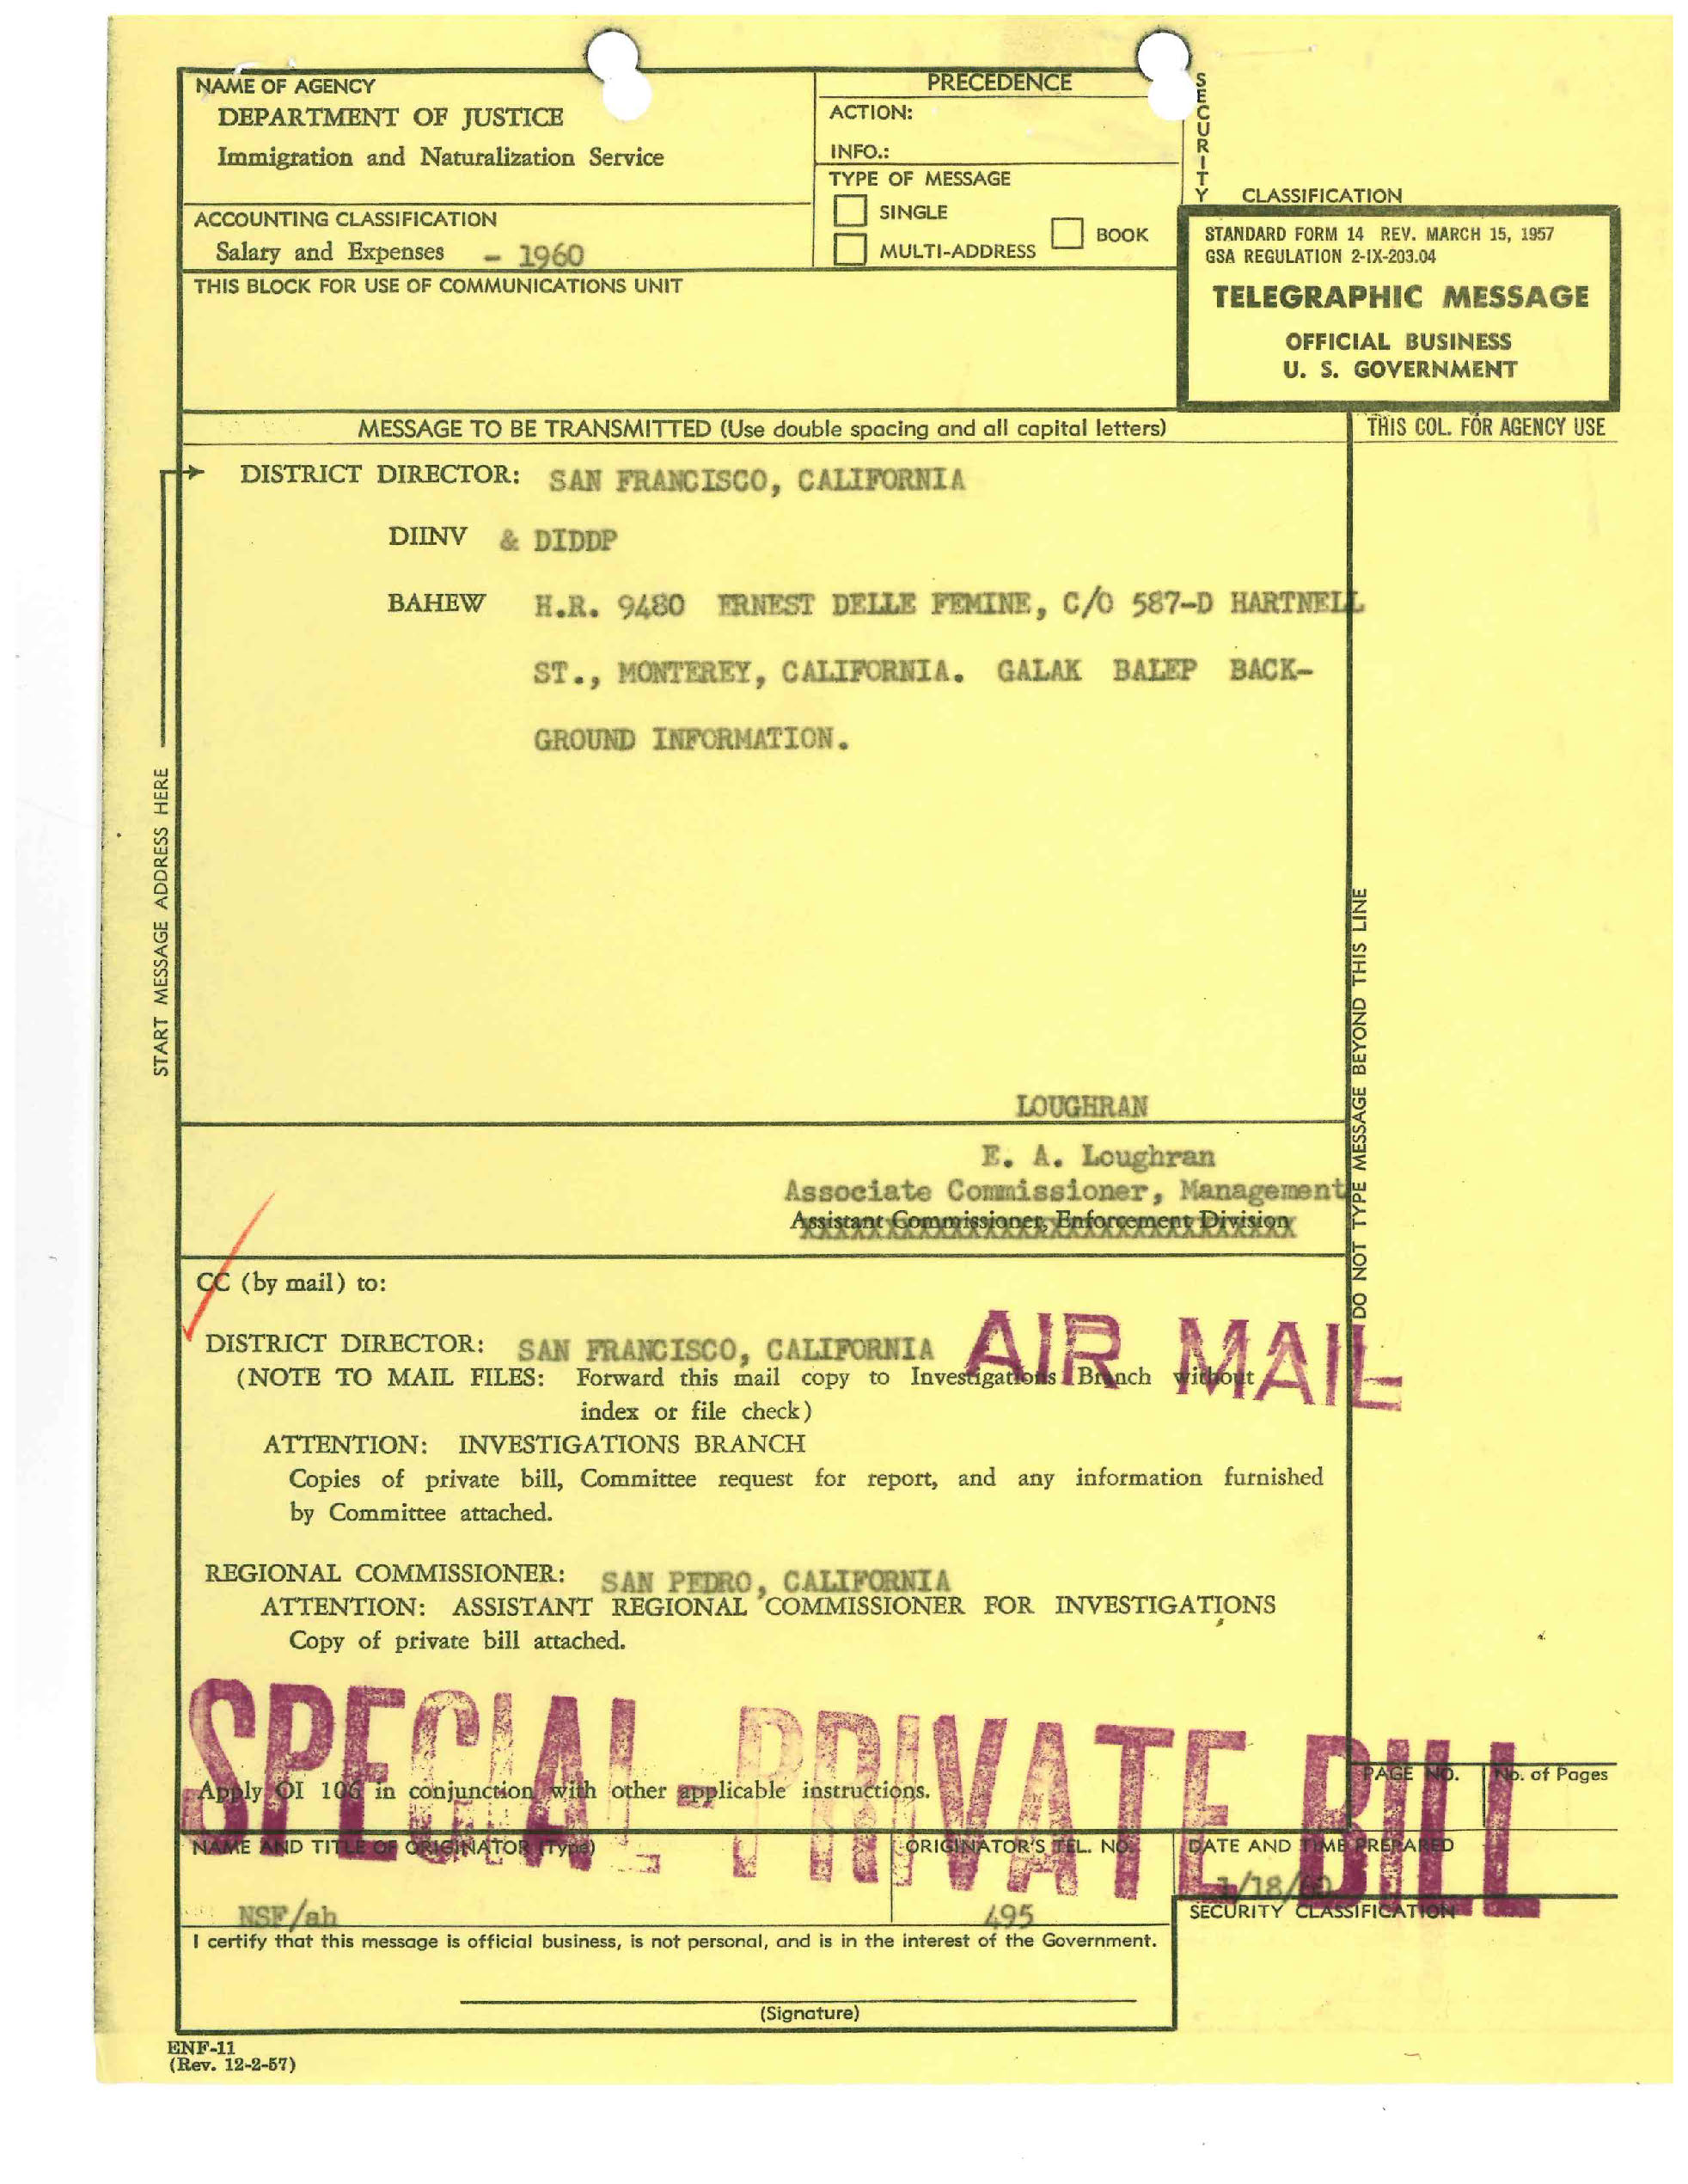 NAME OF AGENCY
DEPARTMENT OF JUSTICE
Immigration and Naturalization Service
PRECEDENCE
ACTION:
INFO.:
TYPE OF MESSAGE
SINGLE
MULTI-ADDRESS
BOOK
SECURITY
CLASSIFICATION
ACCOUNTING CLASSIFICATION
Salary and Expenses - 1960
STANDARD FORM 14 REV. MARCH 15, 1957
GSA REGULATION 2-IX-203.04
TELEGRAPHIC MESSAGE
OFFICIAL BUSINESS
U. S. GOVERNMENT
THIS BLOCK FOR USE OF COMMUNICATIONS UNIT
MESSAGE TO BE TRANSMITTED (Use double spacing and all capital letters)
THIS COL. FOR AGENCY USE
START MESSAGE ADDRESS HERE
DISTRICT DIRECTOR: SAN FRANCISCO, CALIFORNIA
DIINV & DIDDP
BAHEW H.R. 9480 ERNEST DELLE FEMINE, C/O 587-D HARTNELL
ST., MONTEREY, CALIFORNIA. GALAK BALEP BACK-
GROUND INFORMATION.
DO NOT TYPE MESSAGE BEYOND THIS LINE
LOUGHRAN
E. A. Loughran
Associate Commissioner, Management
Assistant Commissioner, Enforcement Division
CC (by mail) to:
AIR MAIL
DISTRICT DIRECTOR: SAN FRANCISCO, CALIFORNIA
(NOTE TO MAIL FILES: Forward this mail copy to Investigations Branch without
index or file check)
ATTENTION: INVESTIGATIONS BRANCH
Copies of private bill, Committee request for report, and any information furnished
by Committee attached.
REGIONAL COMMISSIONER: SAN PEDRO, CALIFORNIA
ATTENTION: ASSISTANT REGIONAL COMMISSIONER FOR INVESTIGATIONS
Copy of private bill attached.
SPECIAL-PRIVATE BILL
Apply OI 106 in conjunction with other applicable instructions.
PAGE NO.
No. of Pages
NAME AND TITLE OF ORIGINATOR (Type)
ORIGINATOR'S TEL. NO.
DATE AND TIME PREPARED
NSF/ah
495
1/18/60
SECURITY CLASSIFICATION
I certify that this message is official business, is not personal, and is in the interest of the Government.
(Signature)
ENF-11
(Rev. 12-2-57)